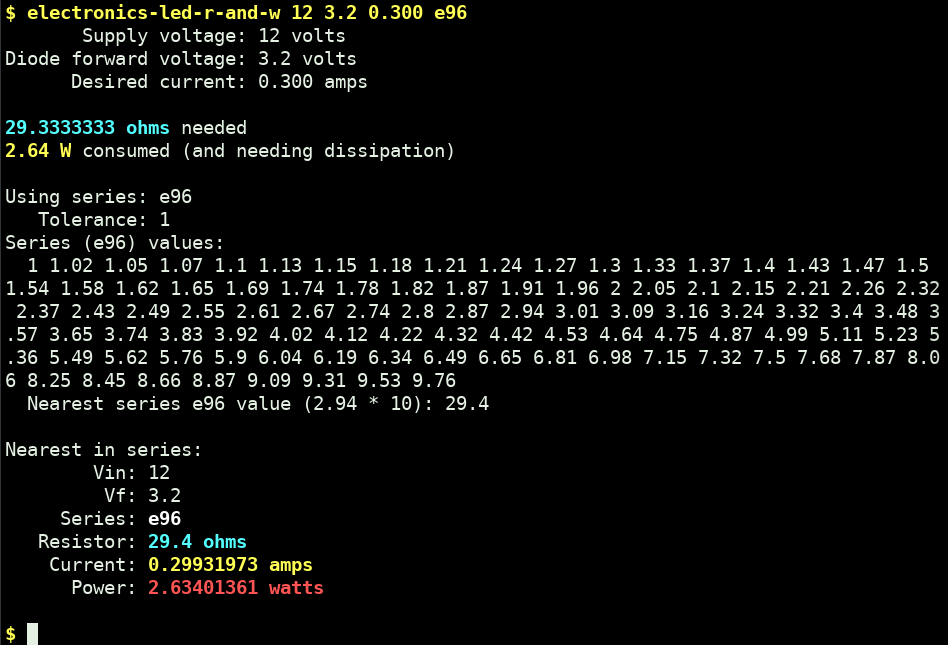 $ electronics-led-r-and-w 12 3.2 0.300 e96
Supply voltage: 12 volts
Diode forward voltage: 3.2 volts
Desired current: 0.300 amps
29.3333333 ohms needed
2.64 W consumed (and needing dissipation)
Using series: e96
Tolerance: 1
Series (e96) values:
1 1.02 1.05 1.07 1.1 1.13 1.15 1.18 1.21 1.24 1.27 1.3 1.33 1.37 1.4 1.43 1.47 1.5
1.54 1.58 1.62 1.65 1.69 1.74 1.78 1.82 1.87 1.91 1.96 2 2.05 2.1 2.15 2.21 2.26 2.32
2.37 2.43 2.49 2.55 2.61 2.67 2.74 2.8 2.87 2.94 3.01 3.09 3.16 3.24 3.32 3.4 3.48 3
.57 3.65 3.74 3.83 3.92 4.02 4.12 4.22 4.32 4.42 4.53 4.64 4.75 4.87 4.99 5.11 5.23 5
.36 5.49 5.62 5.76 5.9 6.04 6.19 6.34 6.49 6.65 6.81 6.98 7.15 7.32 7.5 7.68 7.87 8.0
6 8.25 8.45 8.66 8.87 9.09 9.31 9.53 9.76
Nearest series e96 value (2.94 * 10): 29.4
Nearest in series:
Vin: 12
Vf: 3.2
Series: e96
Resistor: 29.4 ohms
Current: 0.29931973 amps
Power: 2.63401361 watts
$